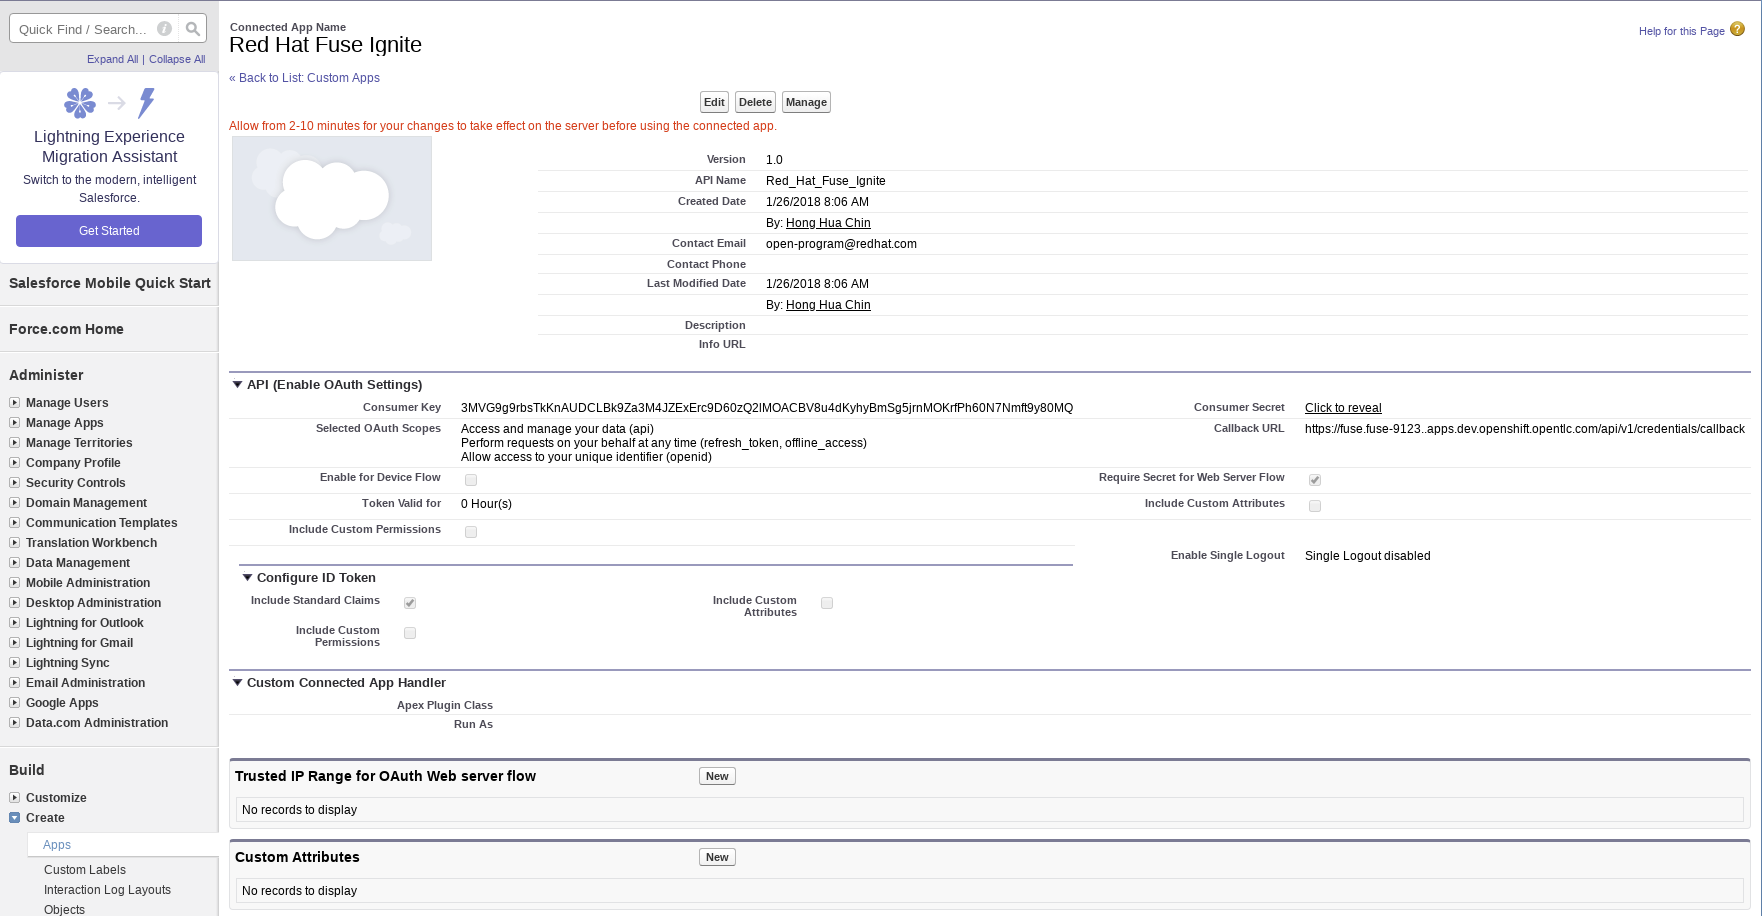 Quick Find / Search...
Expand All | Collapse All
Lightning Experience
Migration Assistant
Switch to the modern, intelligent
Salesforce.
Get Started
Salesforce Mobile Quick Start
Force.com Home
Administer
Manage Users
Manage Apps
Manage Territories
Company Profile
Security Controls
Domain Management
Communication Templates
Translation Workbench
Data Management
Mobile Administration
Desktop Administration
Lightning for Outlook
Lightning for Gmail
Lightning Sync
Email Administration
Google Apps
Data.com Administration
Build
Customize
Create
Apps
Custom Labels
Interaction Log Layouts
Objects
Connected App Name
Red Hat Fuse Ignite
Help for this Page ?
« Back to List: Custom Apps
Edit Delete Manage
Allow from 2-10 minutes for your changes to take effect on the server before using the connected app.
Version 1.0
API Name Red_Hat_Fuse_Ignite
Created Date 1/26/2018 8:06 AM
By: Hong Hua Chin
Contact Email open-program@redhat.com
Contact Phone
Last Modified Date 1/26/2018 8:06 AM
By: Hong Hua Chin
Description
Info URL
API (Enable OAuth Settings)
Consumer Key 3MVG9g9rbsTkKnAUDCLBk9Za3M4JZExErc9D60zQ2lMOACBV8u4dKyhyBmSg5jrnMOKrfPh60N7Nmft9y80MQ Consumer Secret Click to reveal
Selected OAuth Scopes Access and manage your data (api) Callback URL https://fuse.fuse-9123..apps.dev.openshift.opentlc.com/api/v1/credentials/callback
Perform requests on your behalf at any time (refresh_token, offline_access)
Allow access to your unique identifier (openid)
Enable for Device Flow Require Secret for Web Server Flow
Token Valid for 0 Hour(s) Include Custom Attributes
Include Custom Permissions
Enable Single Logout Single Logout disabled
Configure ID Token
Include Standard Claims Include Custom
Attributes
Include Custom
Permissions
Custom Connected App Handler
Apex Plugin Class
Run As
Trusted IP Range for OAuth Web server flow New
No records to display
Custom Attributes New
No records to display